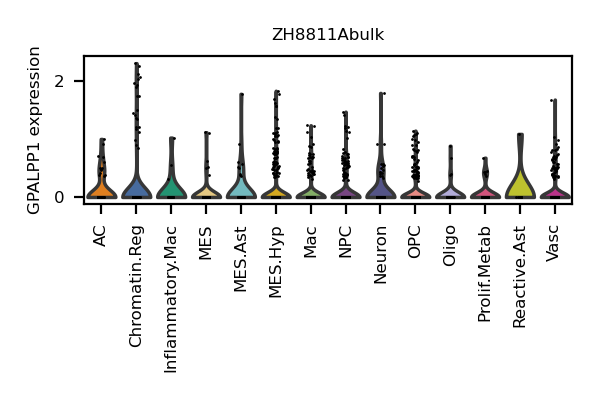 ZH8811Abulk
GPALPP1 expression
2
0
AC
Chromatin.Reg
Inflammatory.Mac
MES
MES.Ast
MES.Hyp
Mac
NPC
Neuron
OPC
Oligo
Prolif.Metab
Reactive.Ast
Vasc